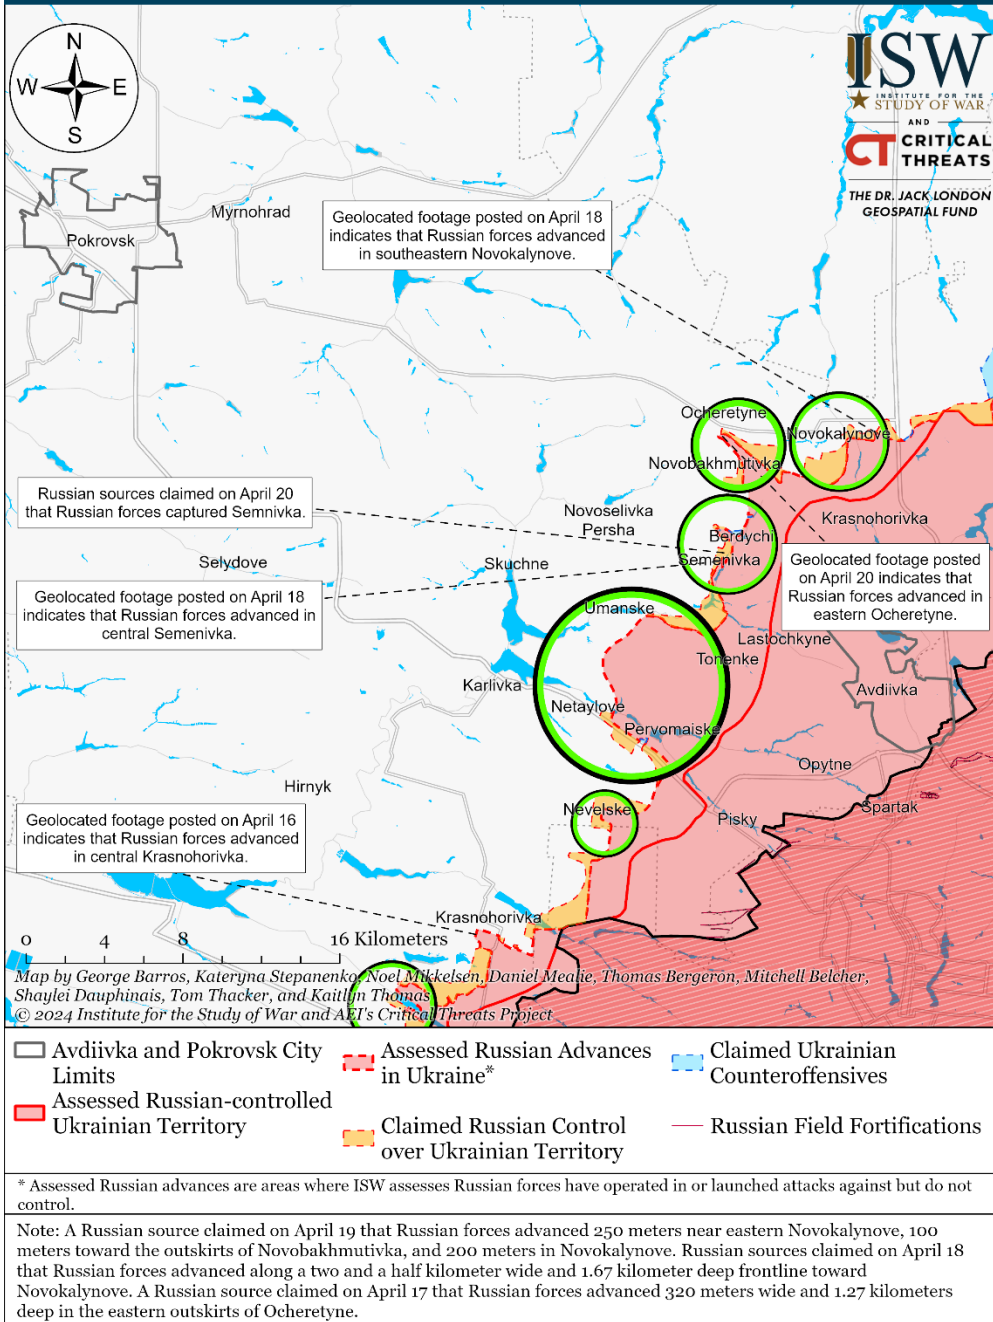 N
W E
S
ISW
INSTITUTE FOR THE
STUDY OF WAR
AND
CT CRITICAL
THREATS
THE DR. JACK LONDON
GEOSPATIAL FUND
Myrnohrad
Pokrovsk
Geolocated footage posted on April 18
indicates that Russian forces advanced
in southeastern Novokalynove.
Ocheretyne
Novokalynove
Novobakhmutivka
Russian sources claimed on April 20
that Russian forces captured Semnivka.
Novoselivka
Persha
Krasnohorivka
Berdychi
Semenivka
Selydove
Skuchne
Geolocated footage posted
on April 20 indicates that
Russian forces advanced in
eastern Ocheretyne.
Geolocated footage posted on April 18
indicates that Russian forces advanced in
central Semenivka.
Umanske
Lastochkyne
Tonenke
Karlivka
Avdiivka
Netaylove
Pervomaiske
Opytne
Hirnyk
Nevelske
Spartak
Pisky
Geolocated footage posted on April 16
indicates that Russian forces advanced
in central Krasnohorivka.
Krasnohorivka
0 4 8 16 Kilometers
Map by George Barros, Kateryna Stepanenko, Noel Mikkelsen, Daniel Mealie, Thomas Bergeron, Mitchell Belcher,
Shaylei Dauphinais, Tom Thacker, and Kaitlyn Thomas
© 2024 Institute for the Study of War and AEI's Critical Threats Project
Avdiivka and Pokrovsk City
Limits
Assessed Russian-controlled
Ukrainian Territory
Assessed Russian Advances
in Ukraine*
Claimed Russian Control
over Ukrainian Territory
Claimed Ukrainian
Counteroffensives
Russian Field Fortifications
* Assessed Russian advances are areas where ISW assesses Russian forces have operated in or launched attacks against but do not
control.
Note: A Russian source claimed on April 19 that Russian forces advanced 250 meters near eastern Novokalynove, 100
meters toward the outskirts of Novobakhmutivka, and 200 meters in Novokalynove. Russian sources claimed on April 18
that Russian forces advanced along a two and a half kilometer wide and 1.67 kilometer deep frontline toward
Novokalynove. A Russian source claimed on April 17 that Russian forces advanced 320 meters wide and 1.27 kilometers
deep in the eastern outskirts of Ocheretyne.